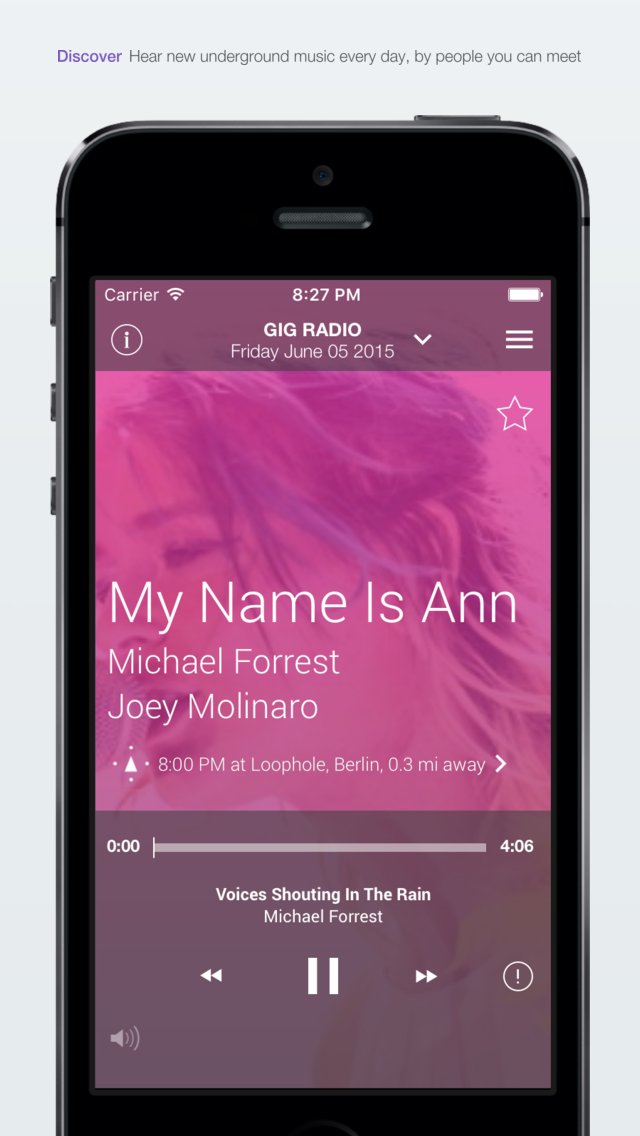 Discover Hear new underground music every day, by people you can meet
Carrier 8:27 PM
GIG RADIO
Friday June 05 2015
My Name Is Ann
Michael Forrest
Joey Molinaro
8:00 PM at Loophole, Berlin, 0.3 mi away
0:00 4:06
Voices Shouting In The Rain
Michael Forrest